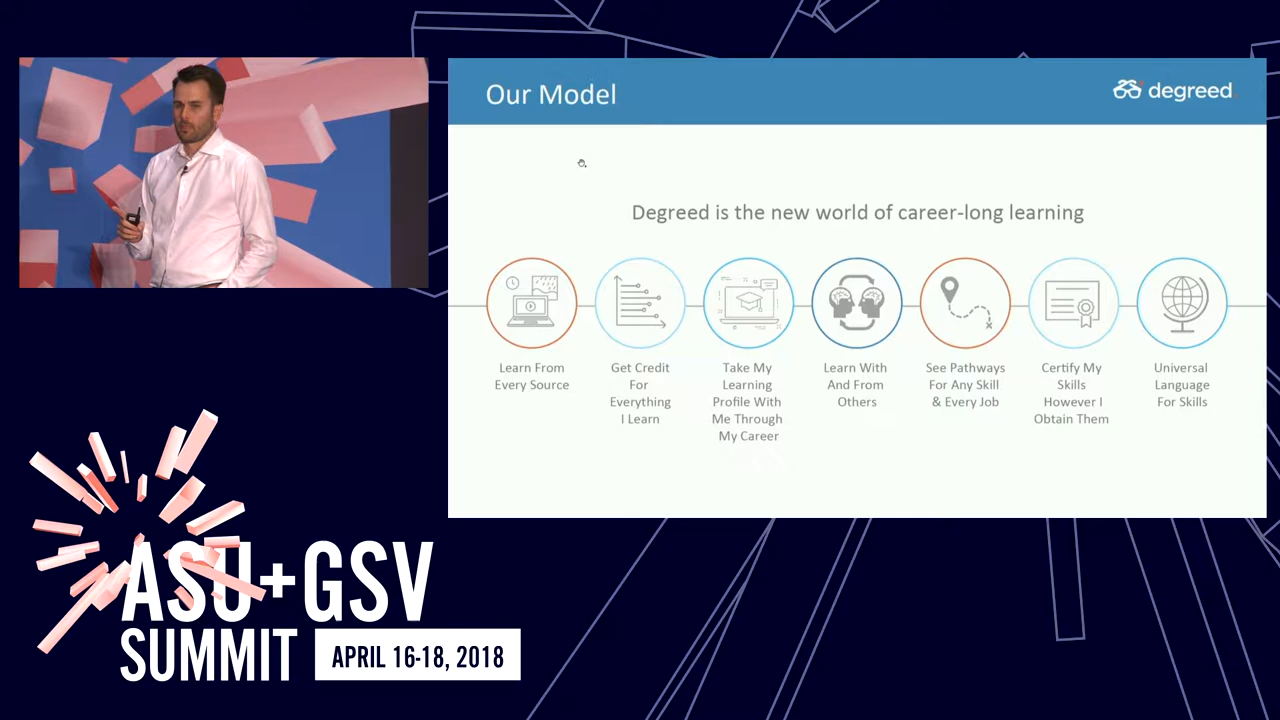 Our Model
degreed
Degreed is the new world of career-long learning
Learn From
Every Source
Get Credit
For
Everything
I Learn
Take My
Learning
Profile With
Me Through
My Career
Learn With
And From
Others
See Pathways
For Any Skill
& Every Job
Certify My
Skills
However I
Obtain Them
Universal
Language
For Skills
ASU+GSV
SUMMIT
APRIL 16-18, 2018